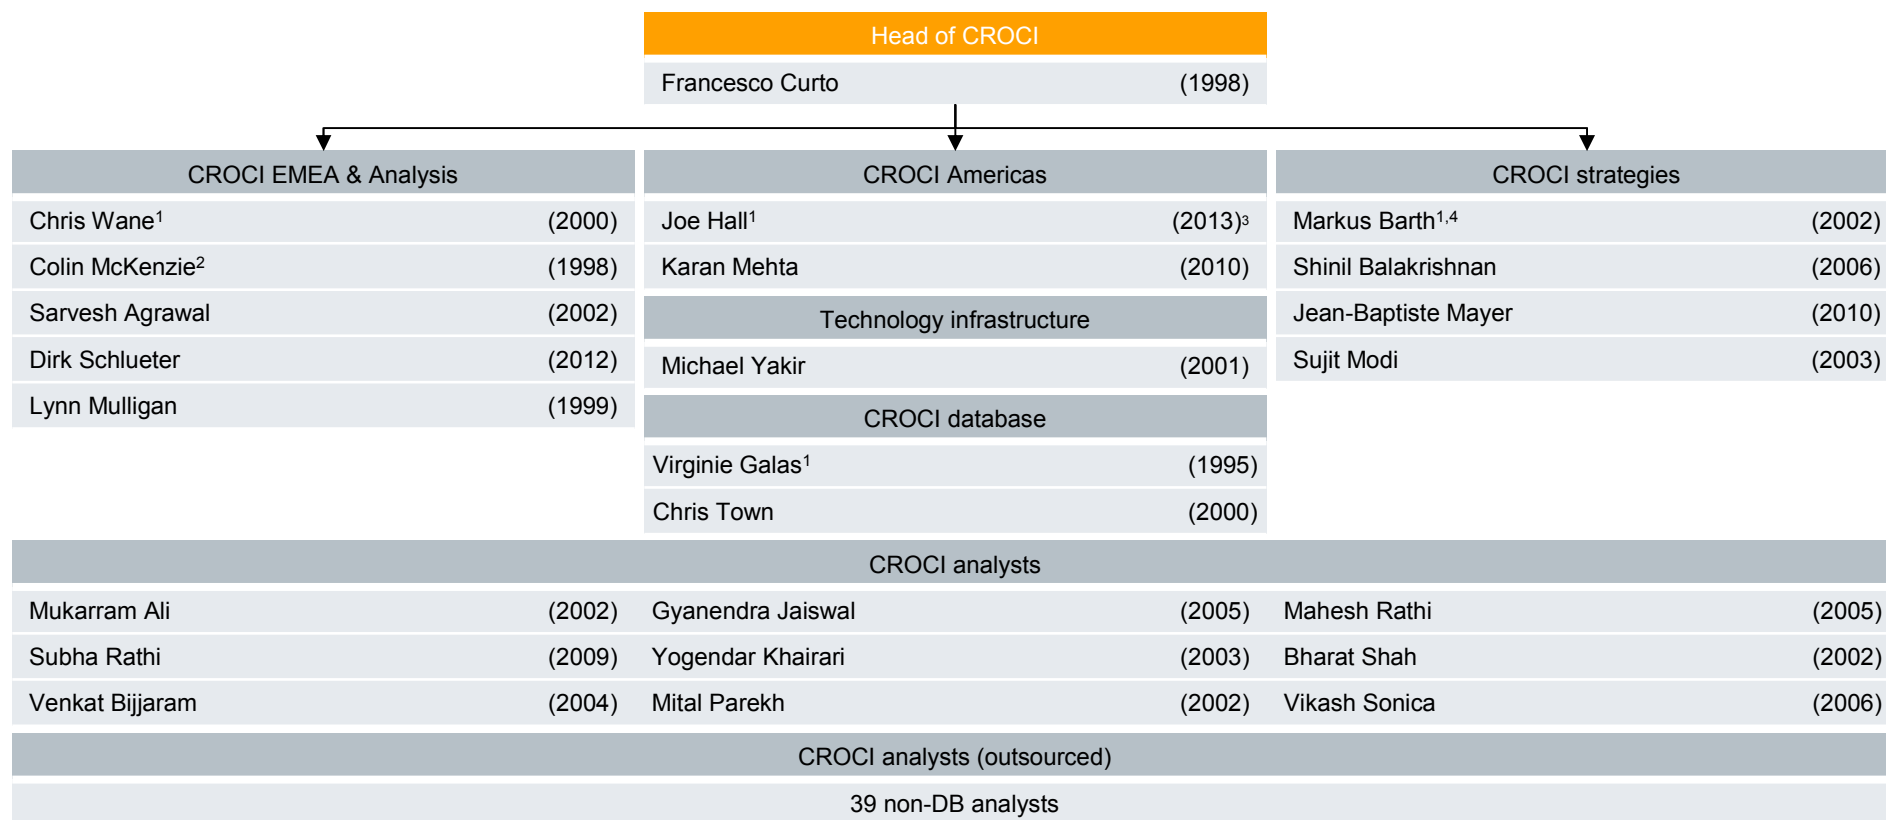 Head of CROCI
Francesco Curto (1998)
CROCI EMEA & Analysis
Chris Wane¹ (2000)
Colin McKenzie² (1998)
Sarvesh Agrawal (2002)
Dirk Schlueter (2012)
Lynn Mulligan (1999)
CROCI Americas
Joe Hall¹ (2013)³
Karan Mehta (2010)
Technology infrastructure
Michael Yakir (2001)
CROCI database
Virginie Galas¹ (1995)
Chris Town (2000)
CROCI strategies
Markus Barth¹,⁴ (2002)
Shinil Balakrishnan (2006)
Jean-Baptiste Mayer (2010)
Sujit Modi (2003)
CROCI analysts
Mukarram Ali (2002) Gyanendra Jaiswal (2005) Mahesh Rathi (2005)
Subha Rathi (2009) Yogendar Khairari (2003) Bharat Shah (2002)
Venkat Bijjaram (2004) Mital Parekh (2002) Vikash Sonica (2006)
CROCI analysts (outsourced)
39 non-DB analysts